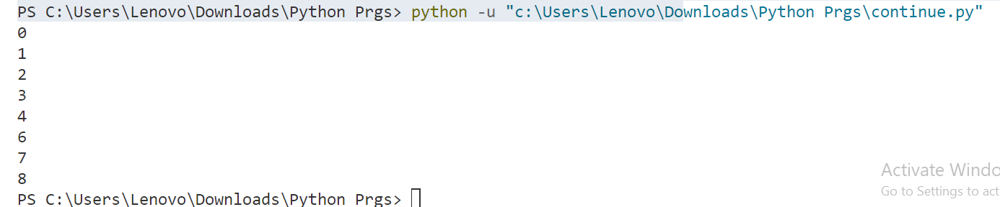 PS C:\Users\Lenovo\Downloads\Python Prgs> python -u "c:\Users\Lenovo\Downloads\Python Prgs\continue.py"
0
1
2
3
4
6
7
8
Activate Windo
Go to Settings to act
PS C:\Users\Lenovo\Downloads\Python Prgs>